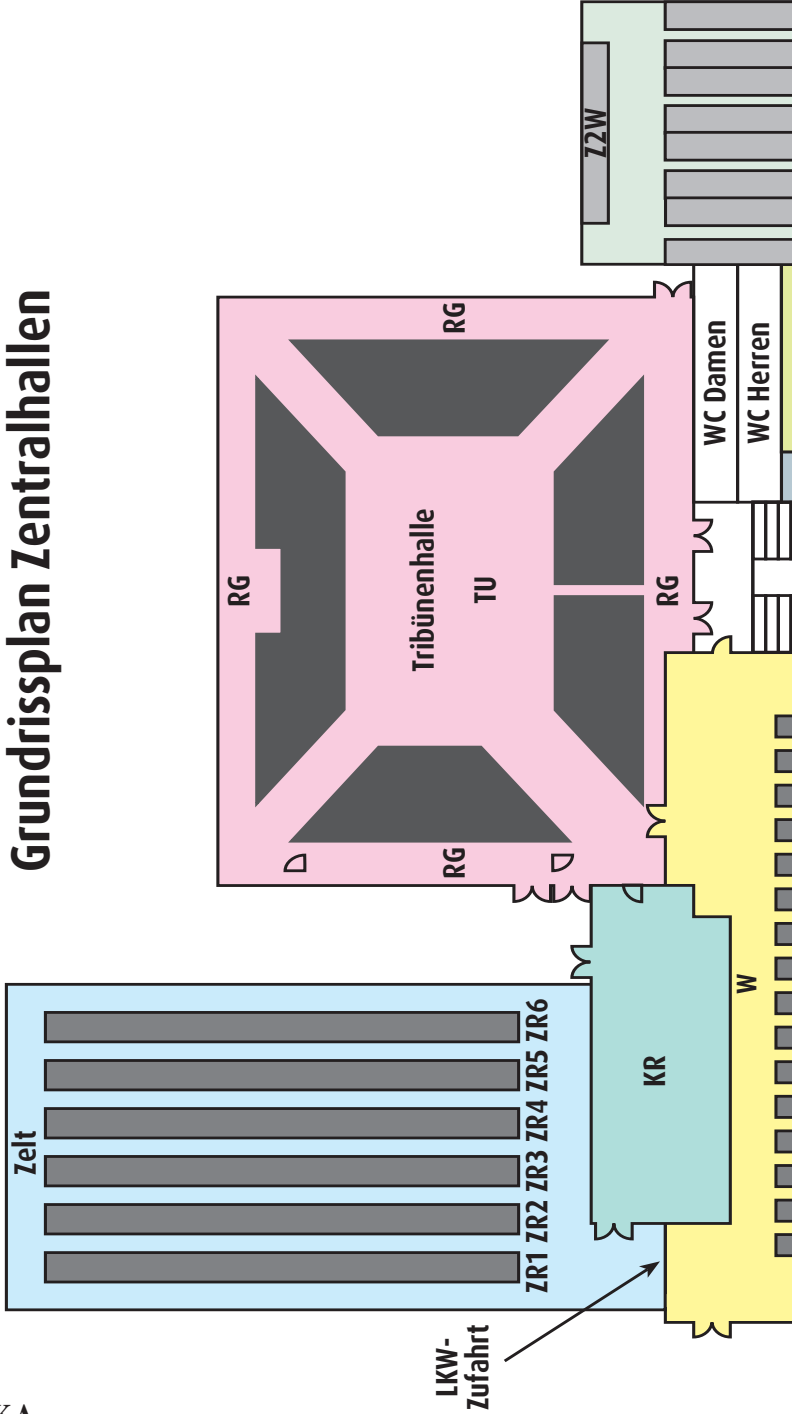 Grundrissplan Zentralhallen
Zelt
ZR1 ZR2 ZR3 ZR4 ZR5 ZR6
LKW-
Zufahrt
KR
W
RG
RG
Tribünenhalle
TU
RG
RG
WC Damen
WC Herren
Z2W